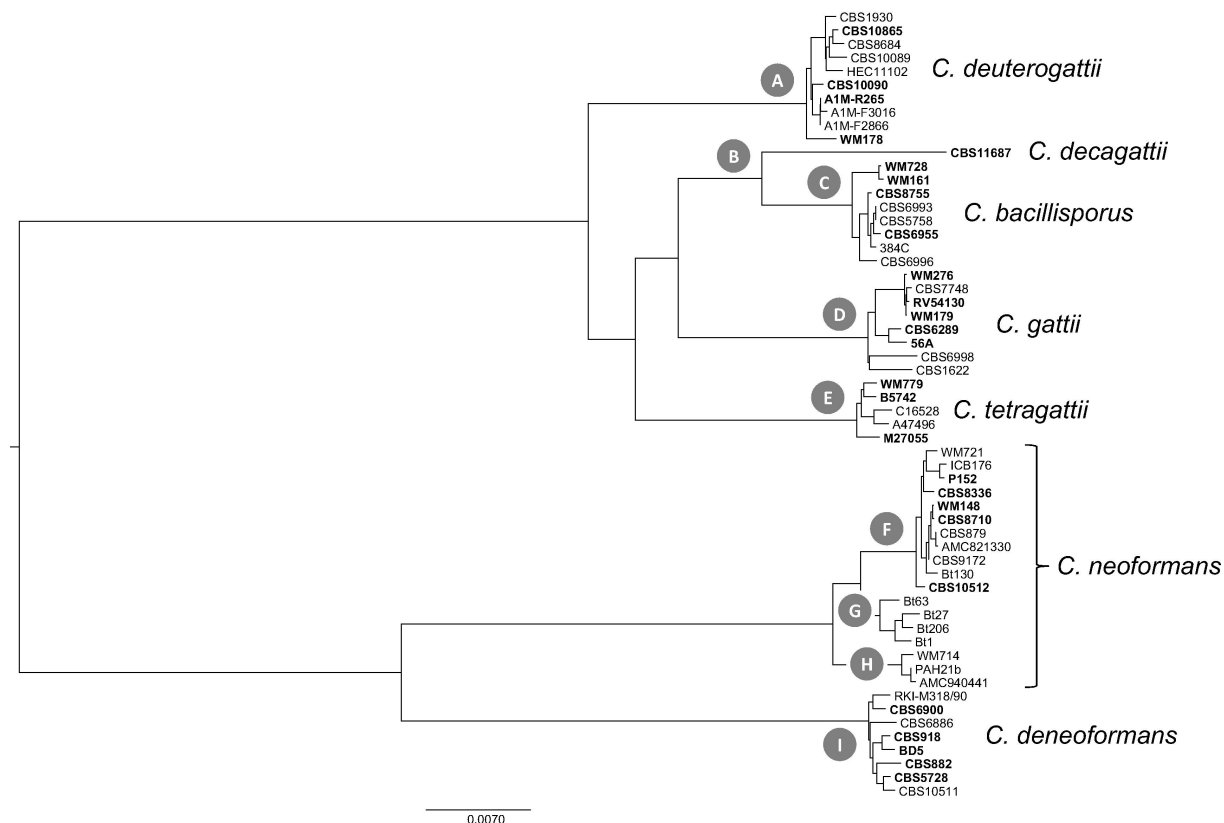 CBS1930
CBS10865
CBS8684
CBS10089
HEC11102
C. deuterogattii
A
CBS10090
A1M-R265
A1M-F3016
A1M-F2866
WM178
B
CBS11687
C. decagattii
WM728
C
WM161
CBS8755
CBS6993
CBS5758
C. bacillisporus
CBS6955
384C
CBS6996
WM276
CBS7748
RV54130
D
WM179
C. gattii
CBS6289
56A
CBS6998
CBS1622
WM779
E
B5742
C16528
C. tetragattii
A47496
M27055
WM721
ICB176
P152
CBS8336
WM148
CBS8710
F
CBS879
AMC821330
CBS9172
C. neoformans
Bt130
CBS10512
Bt63
G
Bt27
Bt206
Bt1
WM714
H
PAH21b
AMC940441
RKI-M318/90
CBS6900
CBS6886
CBS918
C. deneoformans
I
BD5
CBS882
CBS5728
CBS10511
0.0070